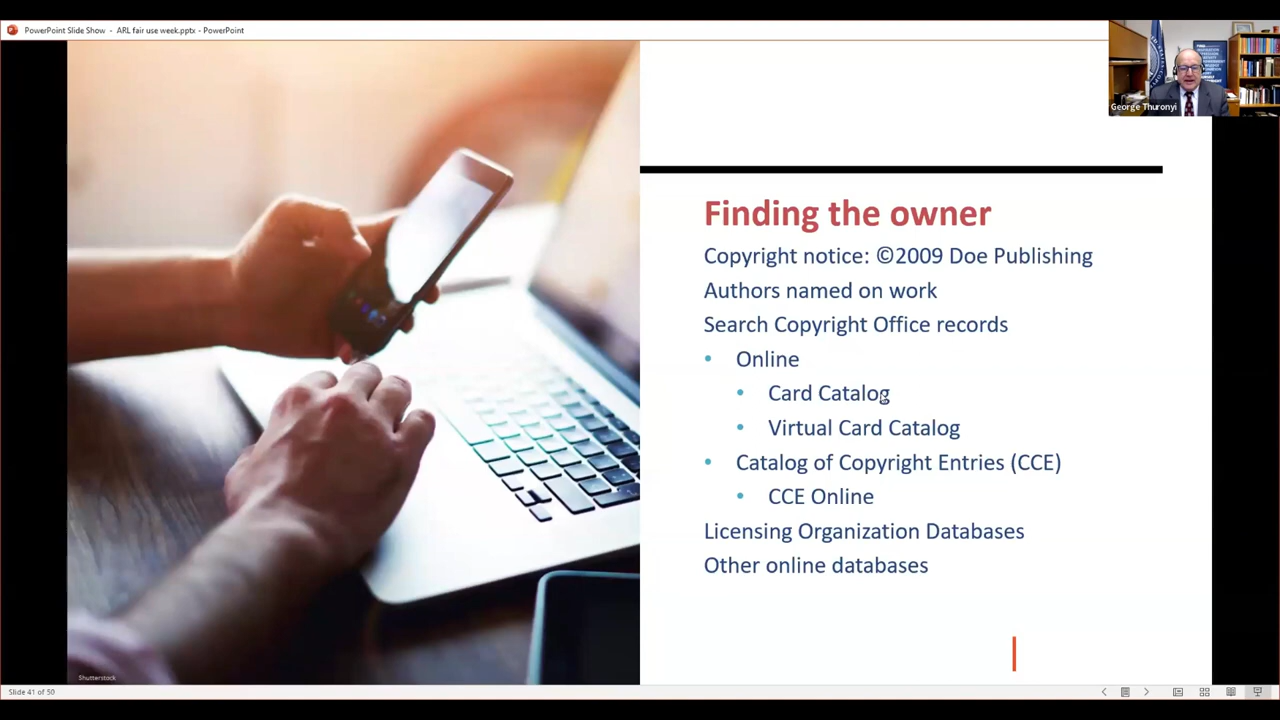 PowerPoint Slide Show - ARL fair use week.pptx - PowerPoint
George Thuronyi
Finding the owner
Copyright notice: ©2009 Doe Publishing
Authors named on work
Search Copyright Office records
• Online
• Card Catalog
• Virtual Card Catalog
• Catalog of Copyright Entries (CCE)
• CCE Online
Licensing Organization Databases
Other online databases
Shutterstock
Slide 41 of 50